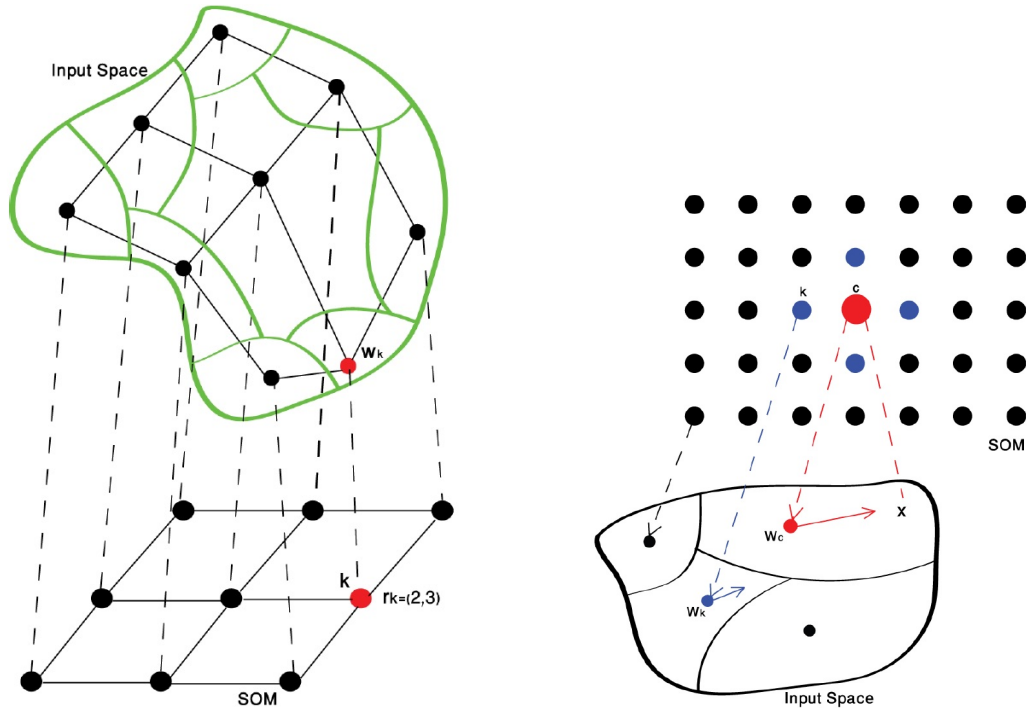 Input Space
wk
k
rk=(2,3)
SOM
k
c
SOM
x
wc
wk
Input Space